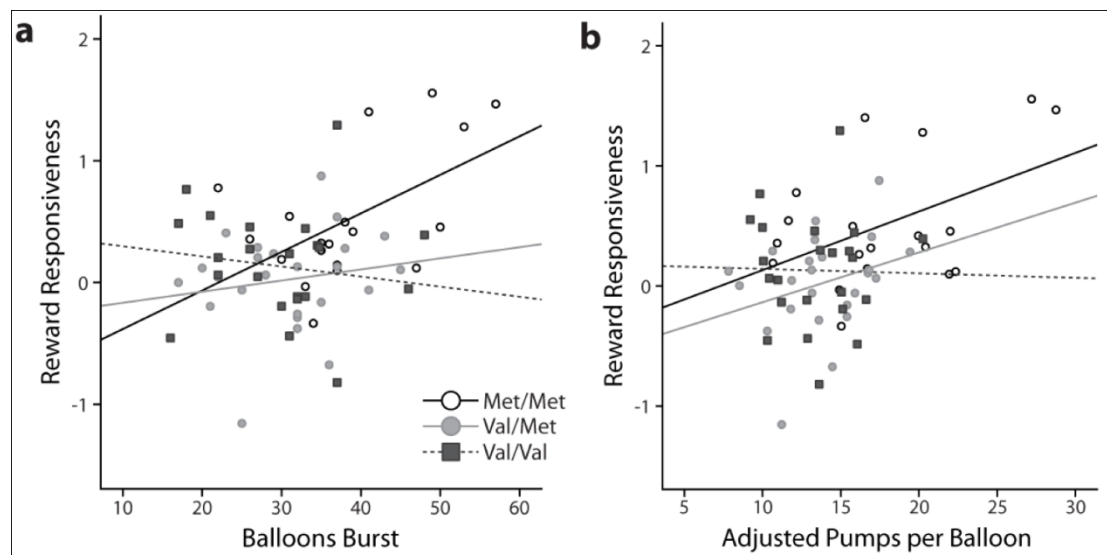 a
2
1
0
-1
Reward Responsiveness
10 20 30 40 50 60
Balloons Burst
Met/Met
Val/Met
Val/Val
b
2
1
0
-1
Reward Responsiveness
5 10 15 20 25 30
Adjusted Pumps per Balloon